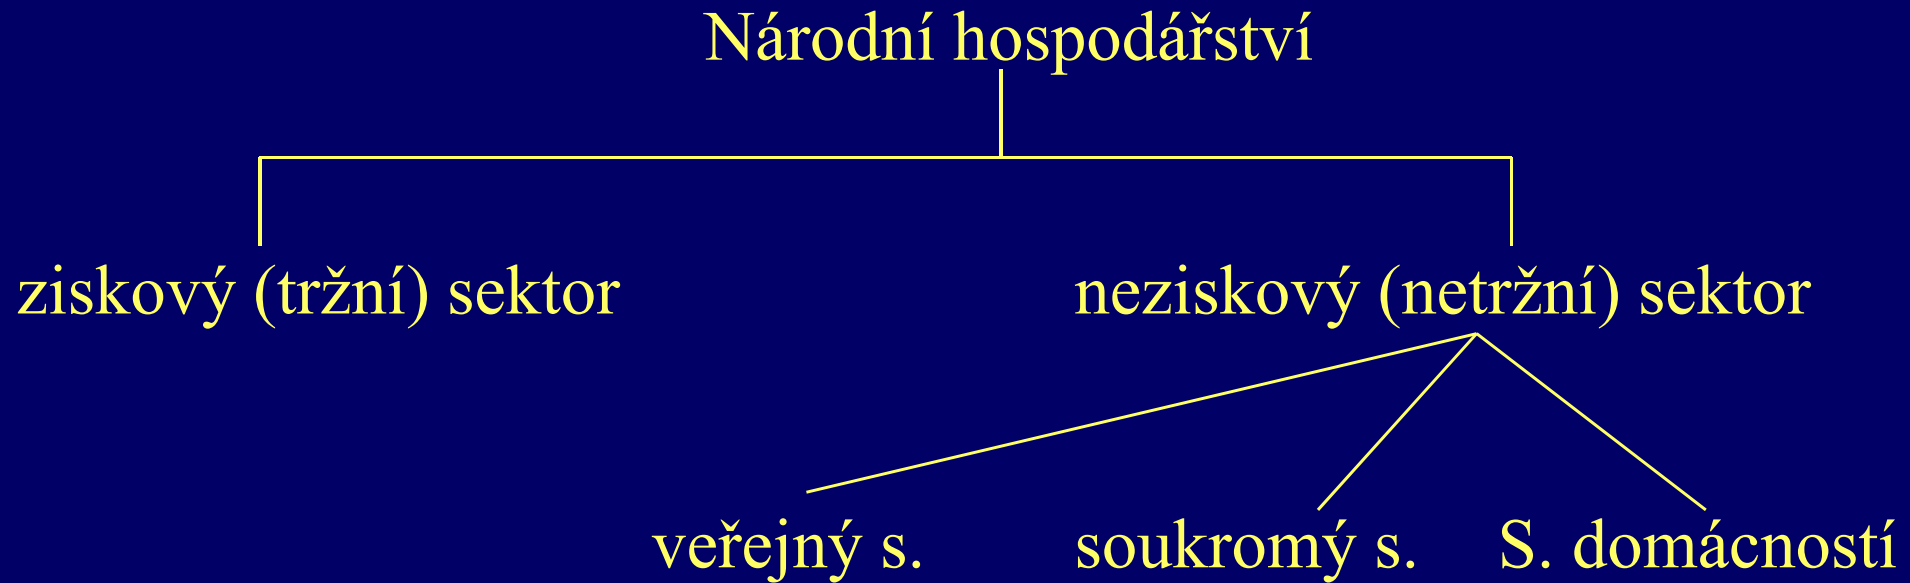 Národní hospodářství
ziskový (tržní) sektor
neziskový (netržní) sektor
veřejný s.
soukromý s.
S. domácností